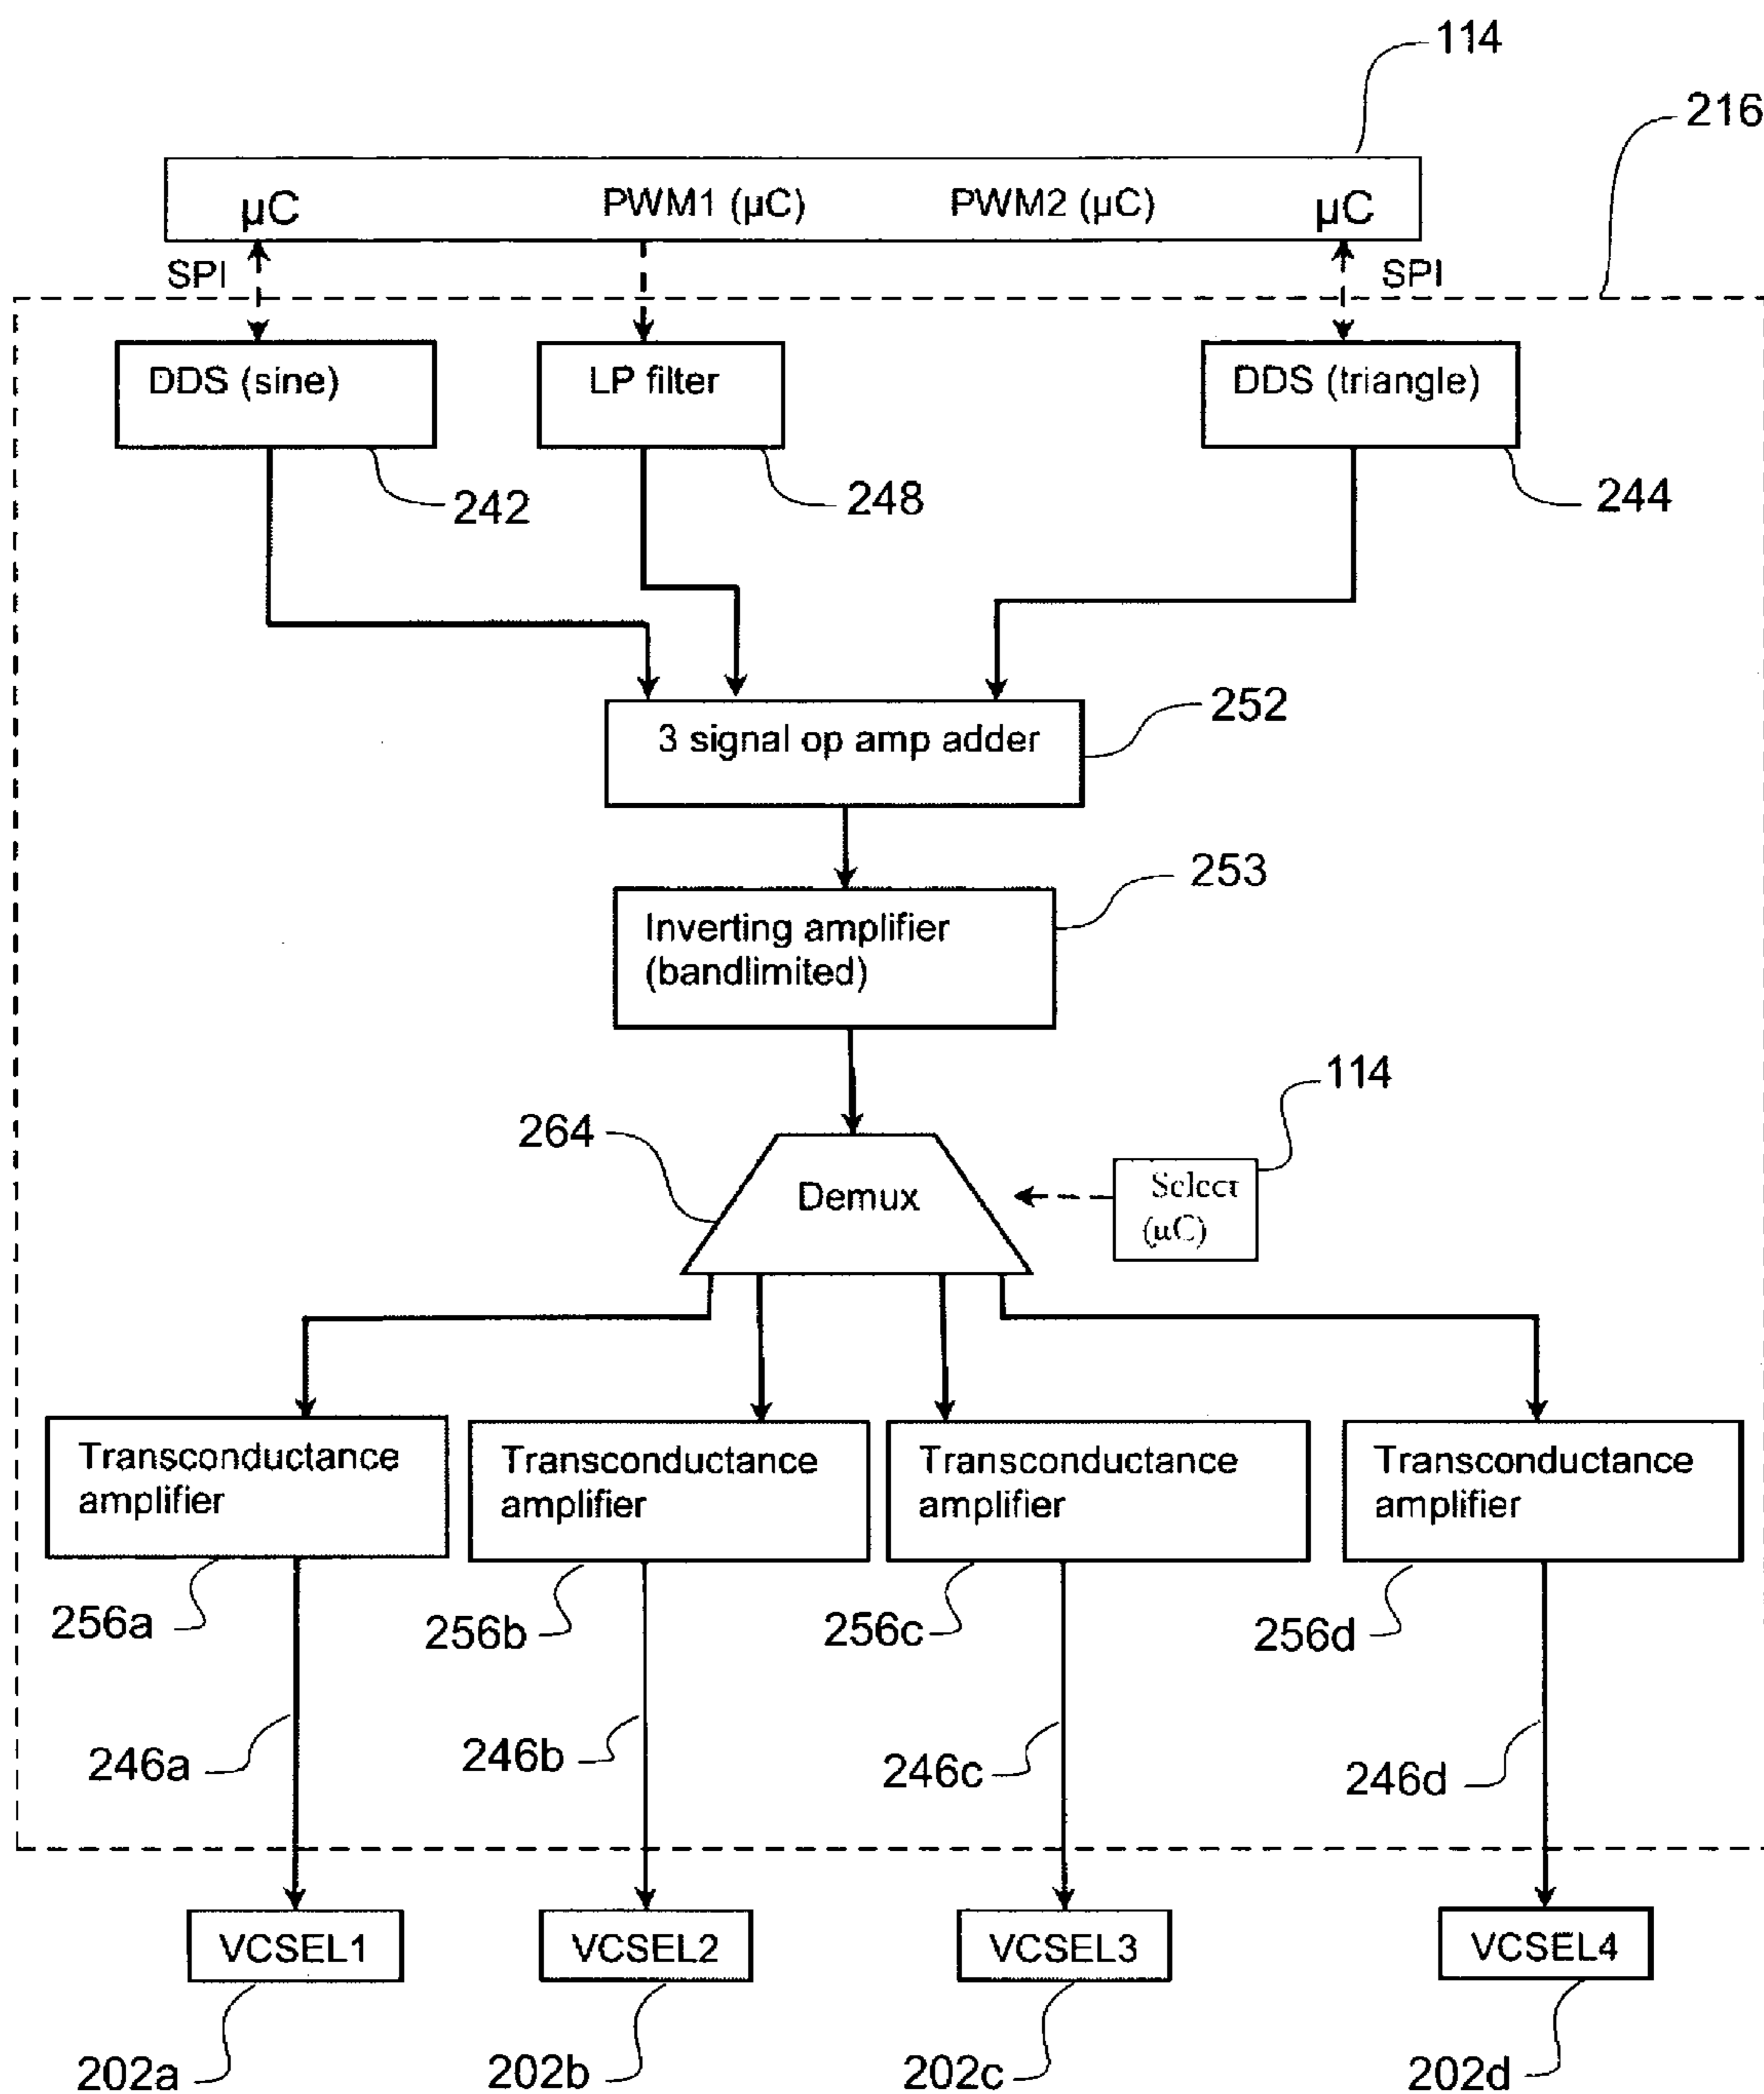 114
216
µC PWM1 (µC) PWM2 (µC) µC
SPI SPI
DDS (sine) LP filter DDS (triangle)
242 248 244
3 signal op amp adder
252
253
Inverting amplifier
(bandlimited)
114
264
Demux
Select
(µC)
Transconductance
amplifier
Transconductance
amplifier
Transconductance
amplifier
Transconductance
amplifier
256a 256b 256c 256d
246a 246b 246c 246d
VCSEL1 VCSEL2 VCSEL3 VCSEL4
202a 202b 202c 202d